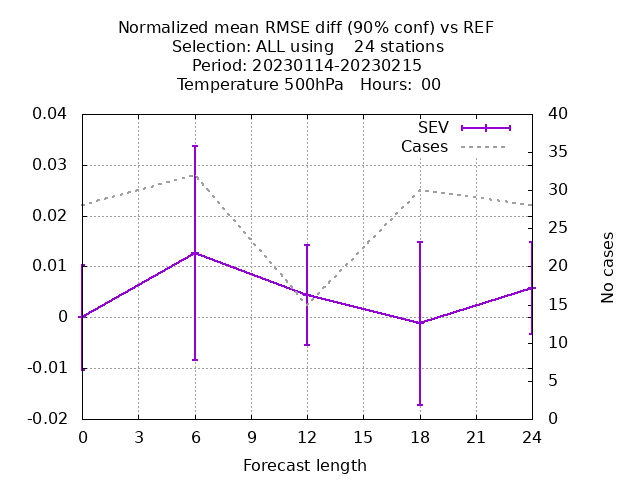 Normalized mean RMSE diff (90% conf) vs REF
Selection: ALL using    24 stations
Period: 20230114-20230215
Temperature 500hPa   Hours:  00
0.04
0.03
0.02
0.01
0
-0.01
-0.02
SEV
Cases
40
35
30
25
20
15
10
5
0
No cases
0 3 6 9 12 15 18 21 24
Forecast length